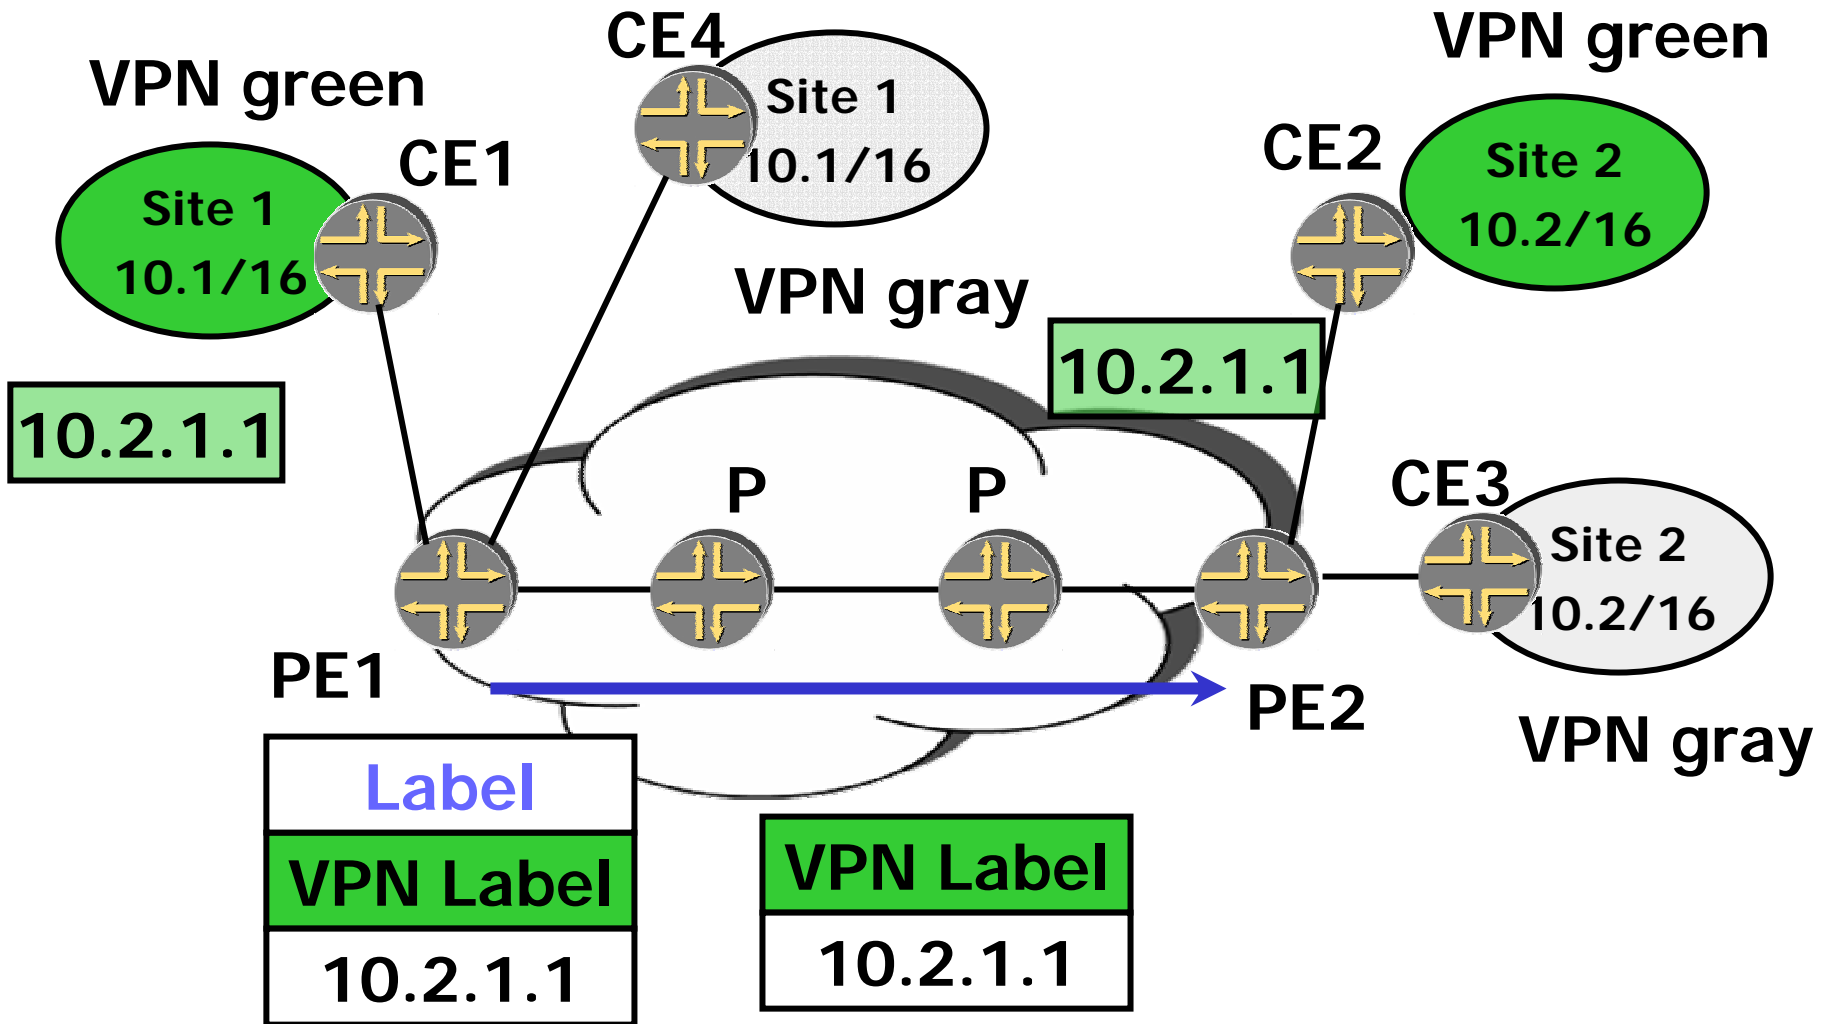 CE4
VPN green
VPN green
Site 1
10.1/16
CE1
CE2
Site 2
10.2/16
Site 1
10.1/16
VPN gray
10.2.1.1
10.2.1.1
P
P
CE3
Site 2
10.2/16
PE1
PE2
VPN gray
Label
VPN Label
10.2.1.1
VPN Label
10.2.1.1